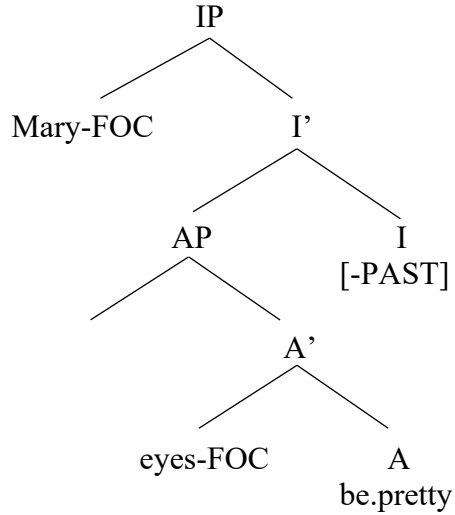 IP
Mary-FOC I’
AP I
[-PAST]
A’
eyes-FOC A
be.pretty